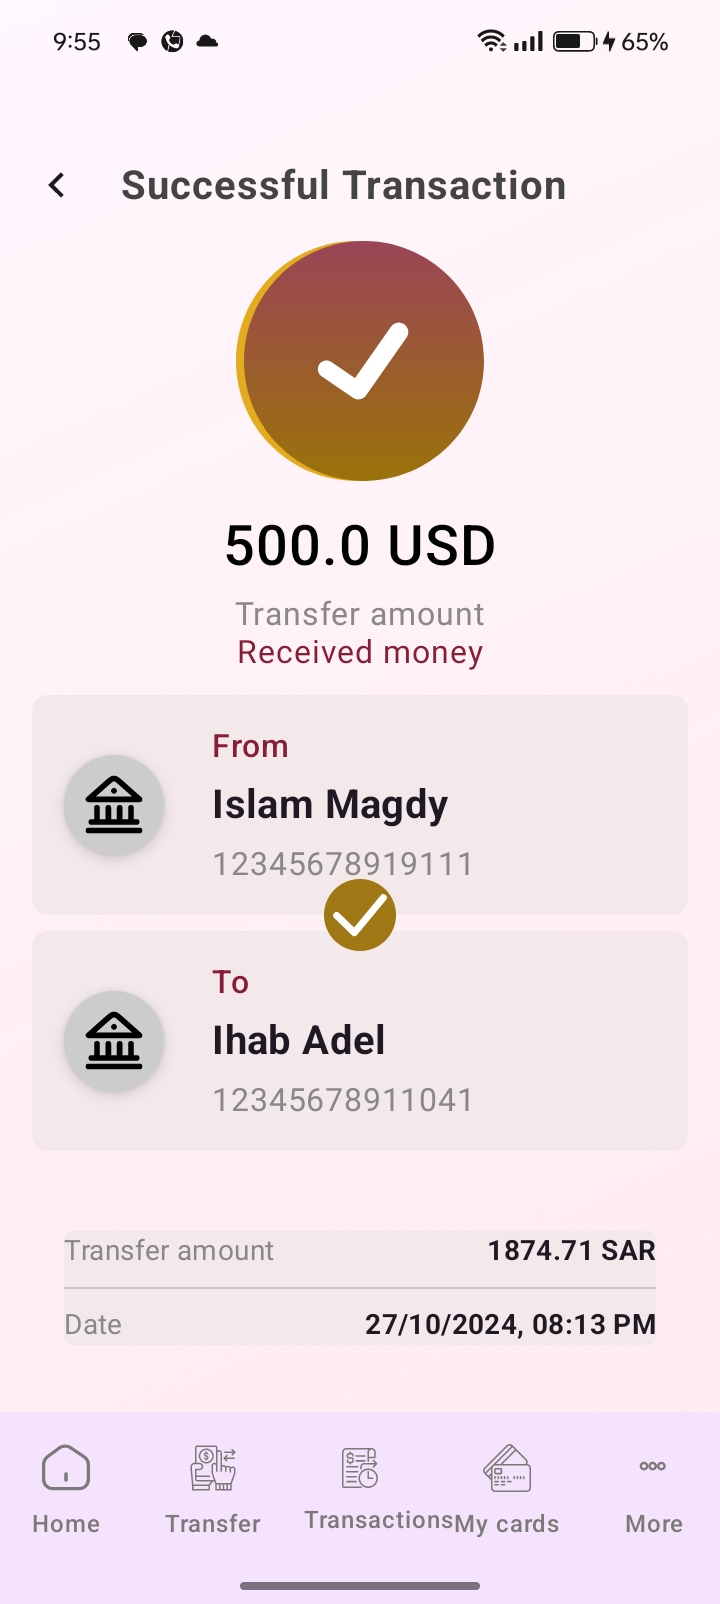 9:55 65%
Successful Transaction
500.0 USD
Transfer amount
Received money
From
Islam Magdy
12345678919111
To
Ihab Adel
12345678911041
Transfer amount 1874.71 SAR
Date 27/10/2024, 08:13 PM
Home Transfer Transactions My cards More